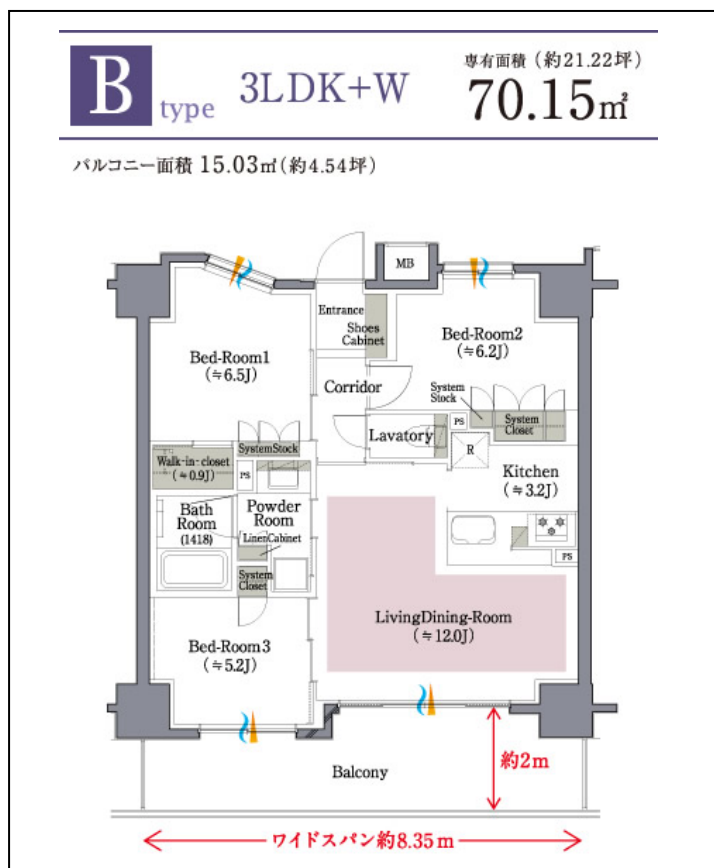 B type 3LDK+W
専有面積（約21.22坪）
70.15㎡
バルコニー面積 15.03㎡(約4.54坪)
MB
Entrance
Shoes
Cabinet
Bed-Room1
(≒6.5J)
Bed-Room2
(≒6.2J)
Corridor
System
Stock
System
Closet
PS
Lavatory
R
Kitchen
(≒3.2J)
SystemStock
Walk-in-closet
(≒0.9J)
PS
Bath
Room
(1418)
Powder
Room
LinenCabinet
PS
System
Closet
LivingDining-Room
(≒12.0J)
Bed-Room3
(≒5.2J)
Balcony
約2m
ワイドスパン約8.35m